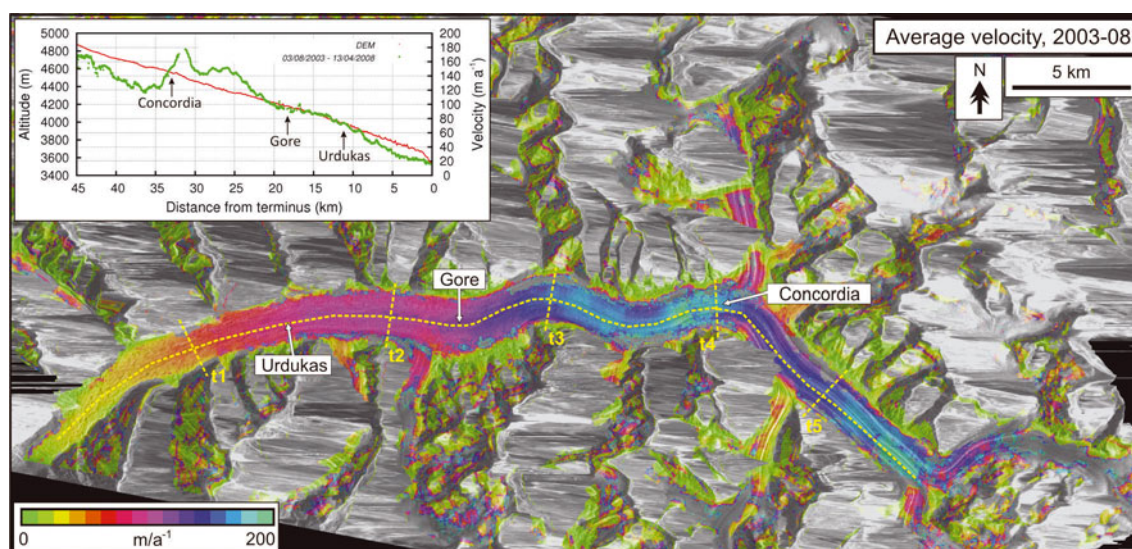 Average velocity, 2003-08
N
5 km
5000
4800
4600
4400
4200
4000
3800
3600
3400
Altitude (m)
DEM
03/08/2003 - 13/04/2008
Concordia
Gore
Urdukas
200
180
160
140
120
100
80
60
40
20
0
Velocity (m a⁻¹)
45 40 35 30 25 20 15 10 5 0
Distance from terminus (km)
Gore
Concordia
Urdukas
t1
t2
t3
t4
t5
0 m/a⁻¹ 200